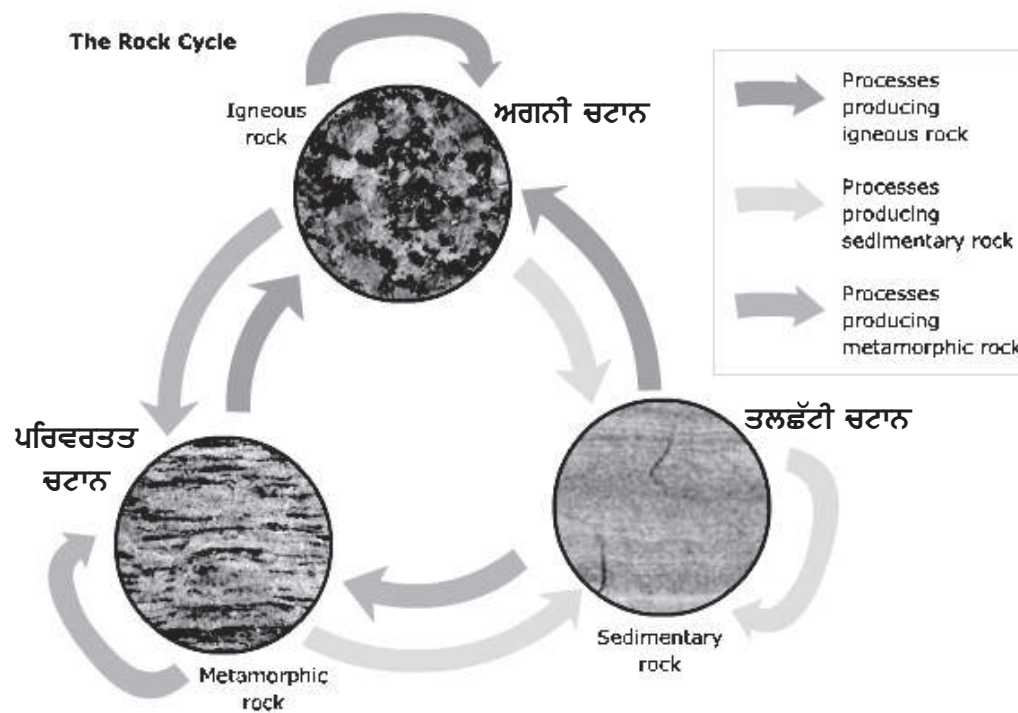 The Rock Cycle
Igneous
rock
ਅਗਨੀ ਚਟਾਨ
Processes
producing
igneous rock
Processes
producing
sedimentary rock
Processes
producing
metamorphic rock
ਪਰਿਵਰਤਤ
ਚਟਾਨ
ਤਲਛੱਟੀ ਚਟਾਨ
Metamorphic
rock
Sedimentary
rock